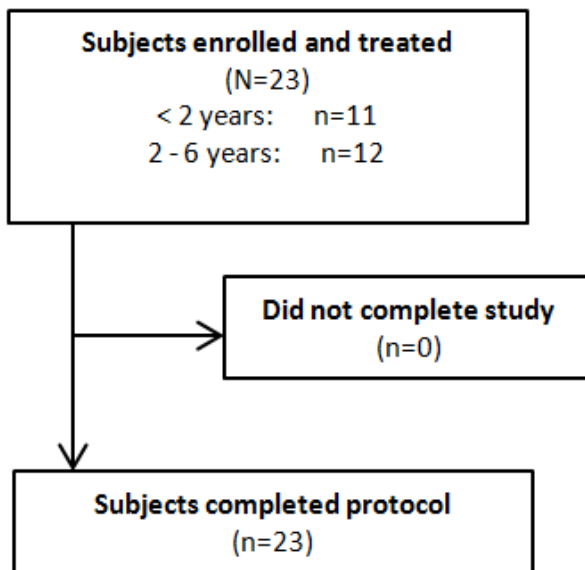 Subjects enrolled and treated
(N=23)
< 2 years: n=11
2 - 6 years: n=12
Did not complete study
(n=0)
Subjects completed protocol
(n=23)